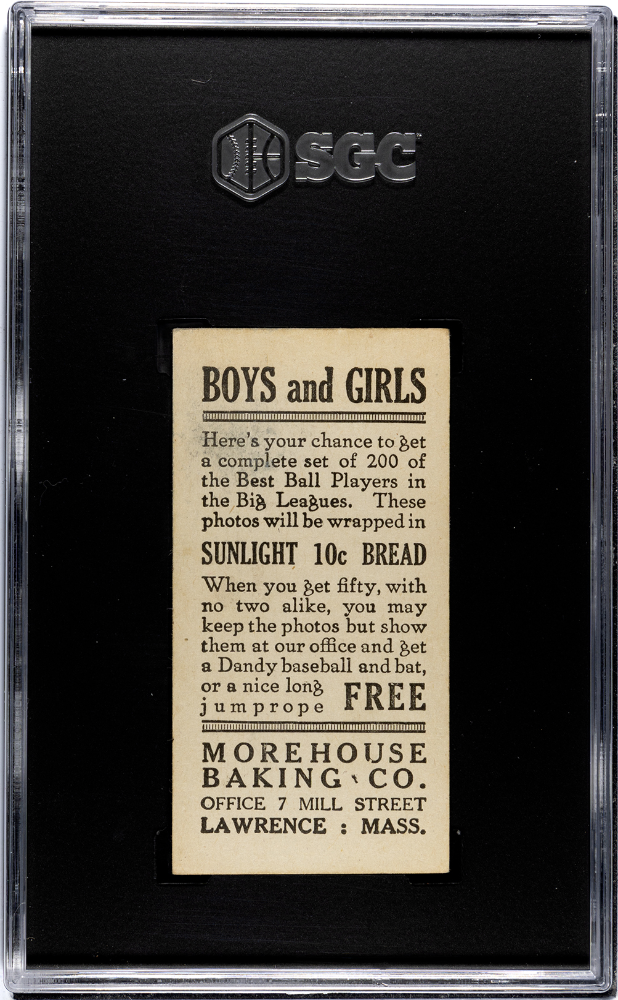 SGC
BOYS and GIRLS
Here's your chance to get
a complete set of 200 of
the Best Ball Players in
the Big Leagues. These
photos will be wrapped in
SUNLIGHT 10c BREAD
When you get fifty, with
no two alike, you may
keep the photos but show
them at our office and get
a Dandy baseball and bat,
or a nice long
jump rope FREE
MOREHOUSE
BAKING CO.
OFFICE 7 MILL STREET
LAWRENCE : MASS.